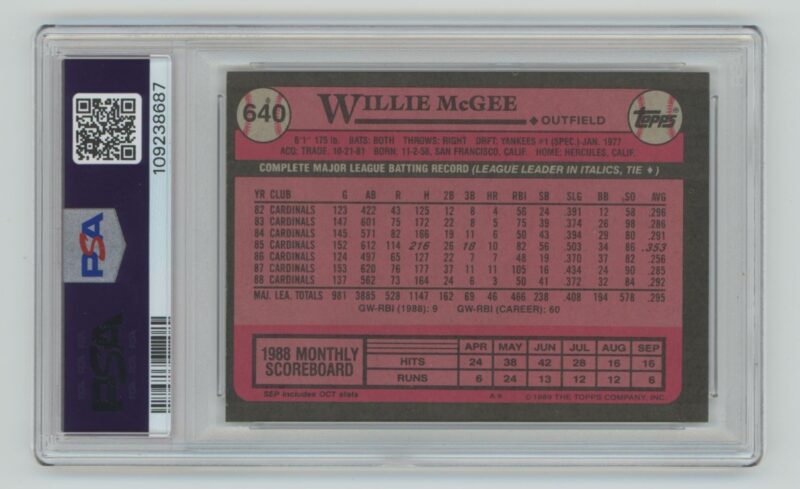 109238687
PSA
PSA
640
WILLIE McGEE
OUTFIELD
Topps®
6'1" 175 lb. BATS: BOTH THROWS: RIGHT DRFT: YANKEES #1 (SPEC.)-JAN. 1977
ACQ: TRADE, 10-21-81 BORN: 11-2-58, SAN FRANCISCO, CALIF. HOME: HERCULES, CALIF.
COMPLETE MAJOR LEAGUE BATTING RECORD (LEAGUE LEADER IN ITALICS, TIE ♦)
YR CLUB G AB R H 2B 3B HR RBI SB SLG BB SO AVG
82 CARDINALS 123 422 43 125 12 8 4 56 24 .391 12 58 .296
83 CARDINALS 147 601 75 172 22 8 5 75 39 .374 26 98 .286
84 CARDINALS 145 571 82 166 19 11 6 50 43 .394 29 80 .291
85 CARDINALS 152 612 114 216 26 18 10 82 56 .503 34 86 .353
86 CARDINALS 124 497 65 127 22 7 7 48 19 .370 37 82 .256
87 CARDINALS 153 620 76 177 37 11 11 105 16 .434 24 90 .285
88 CARDINALS 137 562 73 164 24 6 3 50 41 .372 32 84 .292
MAJ. LEA. TOTALS 981 3885 528 1147 162 69 46 466 238 .408 194 578 .295
GW-RBI (1988): 9 GW-RBI (CAREER): 60
1988 MONTHLY SCOREBOARD
APR MAY JUN JUL AUG SEP
HITS 24 38 42 28 16 16
RUNS 6 24 13 12 12 6
SEP includes OCT stats
A*
©1989 THE TOPPS COMPANY, INC.